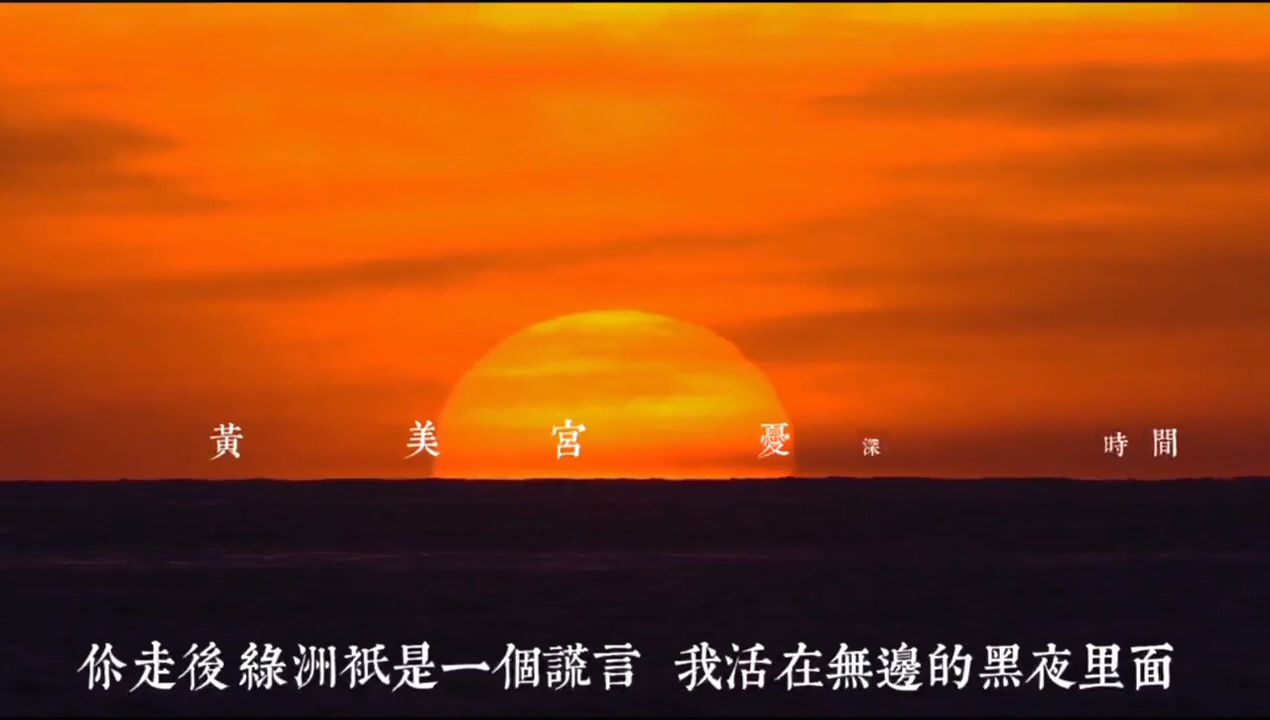 黃 美 宮 憂 深 時 間
伱走後綠洲衹是一個謊言 我活在無邊的黑夜里面